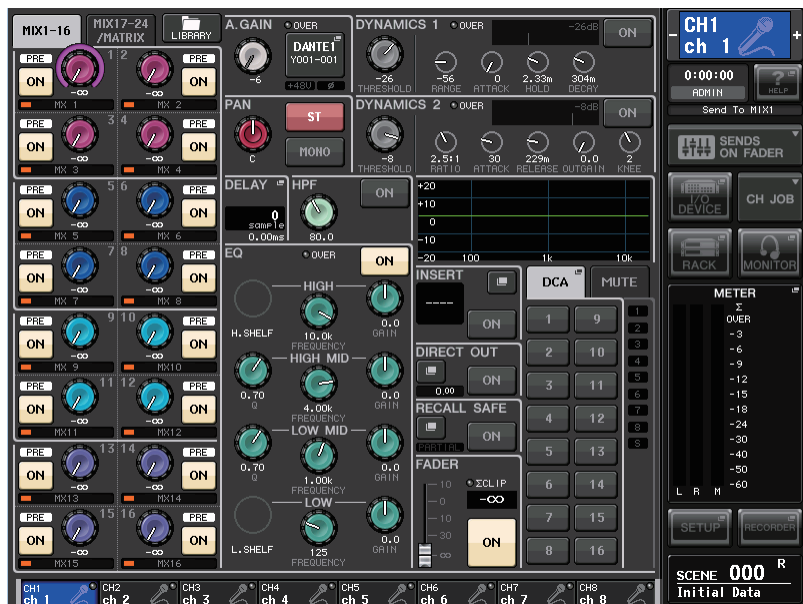 MIX1-16
MIX17-24
/MATRIX
LIBRARY
A.GAIN
OVER
DANTE1
Y001-001
-6
+48V ø
DYNAMICS 1
OVER
-26dB
ON
-26
THRESHOLD
-56
RANGE
0
ATTACK
2.33m
HOLD
304m
DECAY
CH1
ch 1
-
+
0:00:00
ADMIN
?
HELP
Send To MIX1
PAN
C
ST
MONO
DYNAMICS 2
OVER
-8dB
ON
-8
THRESHOLD
2.5:1
RATIO
30
ATTACK
229m
RELEASE
0.0
OUTGAIN
2
KNEE
SENDS
ON FADER
I/O
DEVICE
CH JOB
RACK
MONITOR
PRE
ON
1
-∞
MX 1
2
PRE
ON
-∞
MX 2
PRE
ON
3
-∞
MX 3
4
PRE
ON
-∞
MX 4
PRE
ON
5
-∞
MX 5
6
PRE
ON
-∞
MX 6
PRE
ON
7
-∞
MX 7
8
PRE
ON
-∞
MX 8
PRE
ON
9
-∞
MX 9
10
PRE
ON
-∞
MX10
PRE
ON
11
-∞
MX11
12
PRE
ON
-∞
MX12
PRE
ON
13
-∞
MX13
14
PRE
ON
-∞
MX14
PRE
ON
15
-∞
MX15
16
PRE
ON
-∞
MX16
DELAY
0
sample
0.00ms
HPF
ON
80.0
+20
+10
0
-10
-20
100
1k
10k
EQ
OVER
ON
HIGH
H.SHELF
10.0k
FREQUENCY
0.0
GAIN
HIGH MID
0.70
Q
4.00k
FREQUENCY
0.0
GAIN
LOW MID
0.70
Q
1.00k
FREQUENCY
0.0
GAIN
LOW
L.SHELF
125
FREQUENCY
0.0
GAIN
INSERT
----
ON
DIRECT OUT
0.00
ON
RECALL SAFE
PARTIAL
ON
FADER
10
0
10
30
∞
ΣCLIP
-∞
ON
DCA
MUTE
1 9
2 10
3 11
4 12
5 13
6 14
7 15
8 16
1
2
3
4
5
6
7
8
S
METER
Σ
OVER
-3
-6
-9
-12
-15
-18
-24
-30
-40
-50
-60
L R M
SETUP
RECORDER
SCENE 000 R
Initial Data
CH1
ch 1
CH2
ch 2
CH3
ch 3
CH4
ch 4
CH5
ch 5
CH6
ch 6
CH7
ch 7
CH8
ch 8